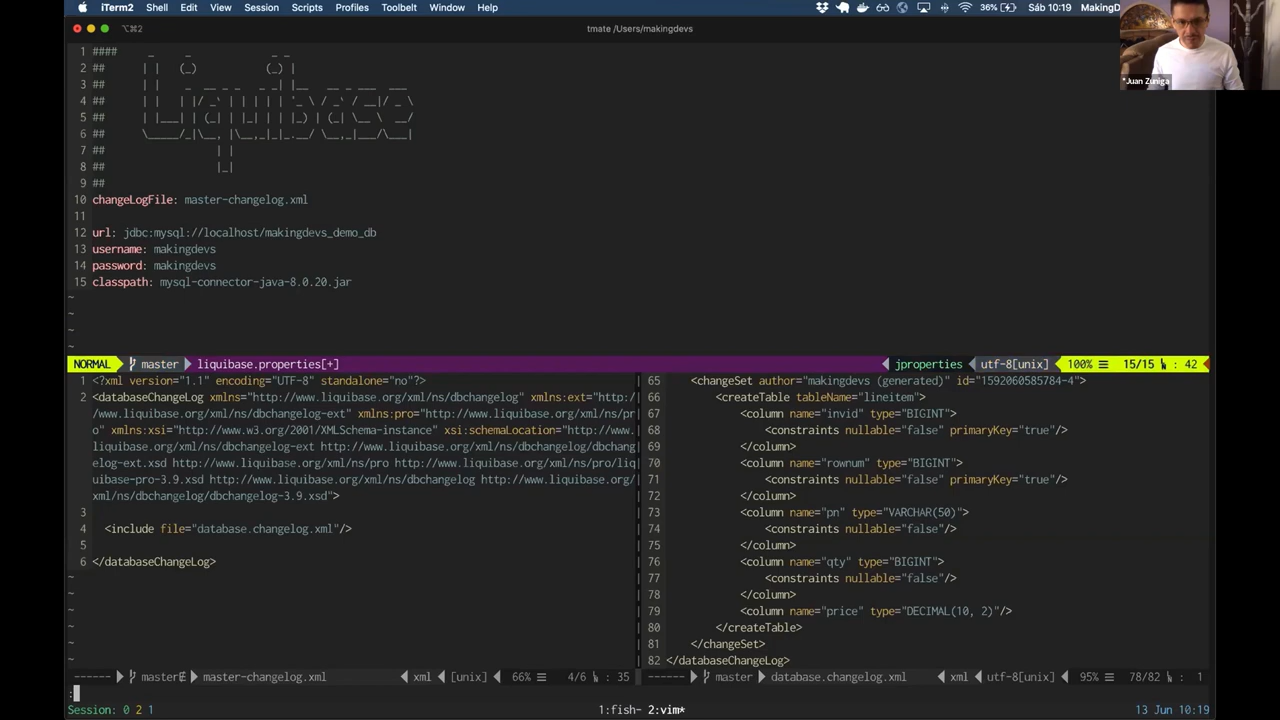 iTerm2 Shell Edit View Session Scripts Profiles Toolbelt Window Help 36% Sáb 10:19 MakingD
⌥⌘2 tmate /Users/makingdevs
*Juan Zuniga
1 ####
2 ##
3 ##
4 ##
5 ##
6 ##
7 ##
8 ##
9 ##
Liquibase
10 changeLogFile: master-changelog.xml
11
12 url: jdbc:mysql://localhost/makingdevs_demo_db
13 username: makingdevs
14 password: makingdevs
15 classpath: mysql-connector-java-8.0.20.jar
~
~
~
~
NORMAL master liquibase.properties[+] jproperties utf-8[unix] 100% ☰ 15/15 : 42
1 <?xml version="1.1" encoding="UTF-8" standalone="no"?>
2 <databaseChangeLog xmlns="http://www.liquibase.org/xml/ns/dbchangelog" xmlns:ext="http:/
/www.liquibase.org/xml/ns/dbchangelog-ext" xmlns:pro="http://www.liquibase.org/xml/ns/pr
o" xmlns:xsi="http://www.w3.org/2001/XMLSchema-instance" xsi:schemaLocation="http://www.
liquibase.org/xml/ns/dbchangelog-ext http://www.liquibase.org/xml/ns/dbchangelog/dbchang
elog-ext.xsd http://www.liquibase.org/xml/ns/pro http://www.liquibase.org/xml/ns/pro/liq
uibase-pro-3.9.xsd http://www.liquibase.org/xml/ns/dbchangelog http://www.liquibase.org/
xml/ns/dbchangelog/dbchangelog-3.9.xsd">
3
4 <include file="database.changelog.xml"/>
5
6 </databaseChangeLog>
~
~
~
~
~
~
------ master master-changelog.xml xml [unix] 66% ☰ 4/6 : 35
65 <changeSet author="makingdevs (generated)" id="1592060585784-4">
66 <createTable tableName="lineitem">
67 <column name="invid" type="BIGINT">
68 <constraints nullable="false" primaryKey="true"/>
69 </column>
70 <column name="rownum" type="BIGINT">
71 <constraints nullable="false" primaryKey="true"/>
72 </column>
73 <column name="pn" type="VARCHAR(50)">
74 <constraints nullable="false"/>
75 </column>
76 <column name="qty" type="BIGINT">
77 <constraints nullable="false"/>
78 </column>
79 <column name="price" type="DECIMAL(10, 2)"/>
80 </createTable>
81 </changeSet>
82 </databaseChangeLog>
------ master database.changelog.xml xml utf-8[unix] 95% ☰ 78/82 : 1
:
Session: 0 2 1 1:fish- 2:vim* 13 Jun 10:19